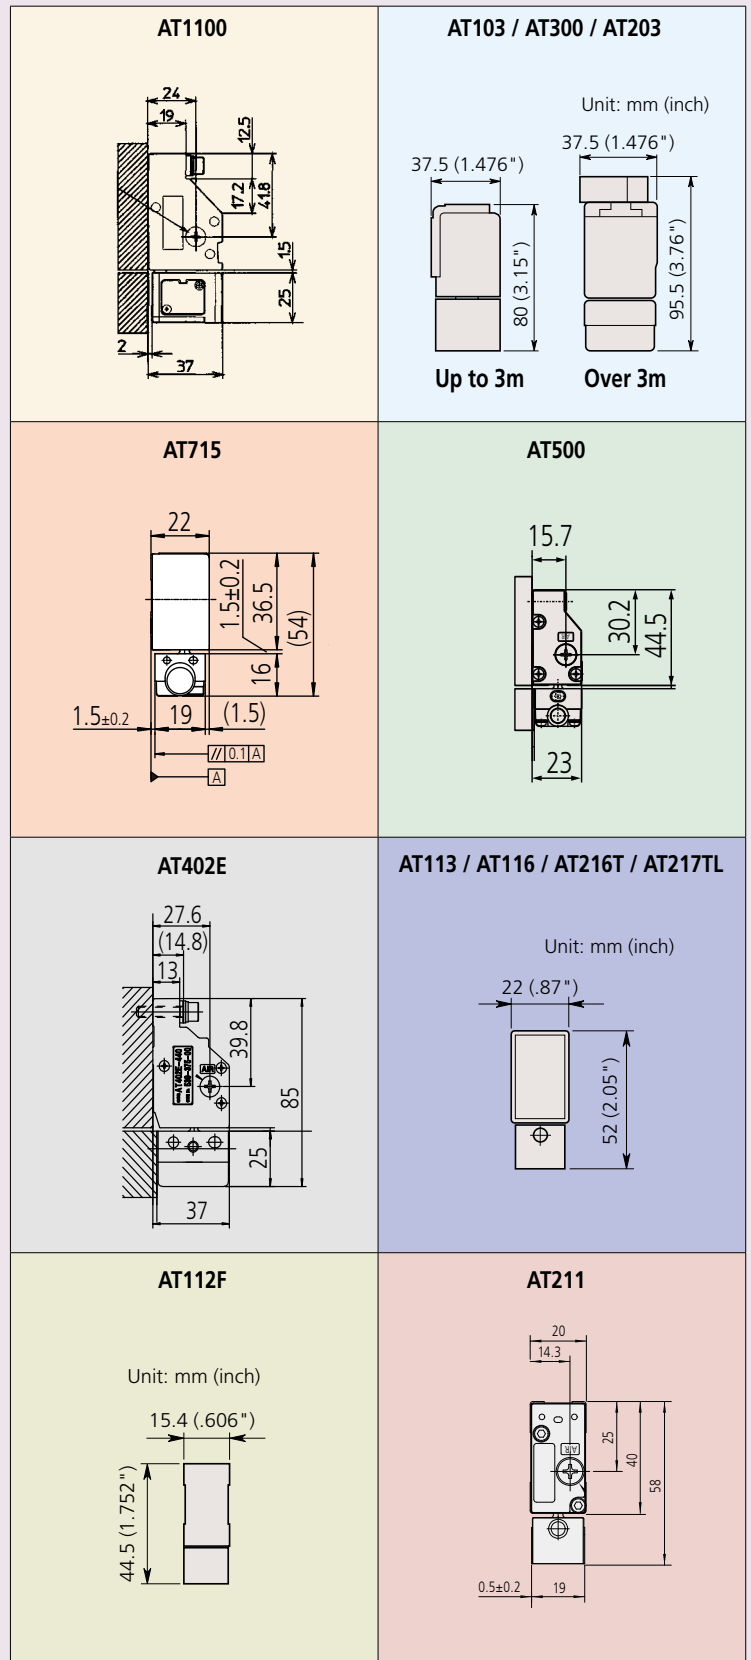 AT1100
24
19
12.5
17.2
41.8
1.5
25
2
37
AT103 / AT300 / AT203
Unit: mm (inch)
37.5 (1.476")
37.5 (1.476")
80 (3.15")
95.5 (3.76")
Up to 3m
Over 3m
AT715
22
1.5±0.2
36.5
(54)
16
1.5±0.2
19
(1.5)
// 0.1 A
A
AT500
15.7
30.2
44.5
23
AT402E
27.6
(14.8)
13
39.8
AIR
85
25
37
AT113 / AT116 / AT216T / AT217TL
Unit: mm (inch)
22 (.87")
52 (2.05")
AT112F
Unit: mm (inch)
15.4 (.606")
44.5 (1.752")
AT211
20
14.3
AIR
25
40
58
0.5±0.2
19